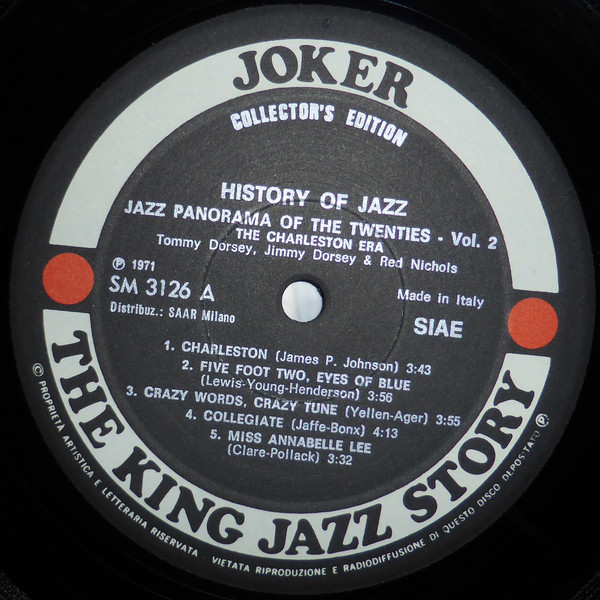 JOKER
COLLECTOR'S EDITION
HISTORY OF JAZZ
JAZZ PANORAMA OF THE TWENTIES - Vol. 2
THE CHARLESTON ERA
Tommy Dorsey, Jimmy Dorsey & Red Nichols
℗ 1971
SM 3126 A
Distribuz.: SAAR Milano
Made in Italy
SIAE
1. CHARLESTON (James P. Johnson) 3:43
2. FIVE FOOT TWO, EYES OF BLUE
(Lewis-Young-Henderson) 3:56
3. CRAZY WORDS, CRAZY TUNE (Yellen-Ager) 3:55
4. COLLEGIATE (Jaffe-Bonx) 4:13
5. MISS ANNABELLE LEE
(Clare-Pollack) 3:32
THE KING JAZZ STORY
© PROPRIETA ARTISTICA E LETTERARIA RISERVATA VIETATA RIPRODUZIONE E RADIODIFFUSIONE DI QUESTO DISCO DEPOSTATO ℗